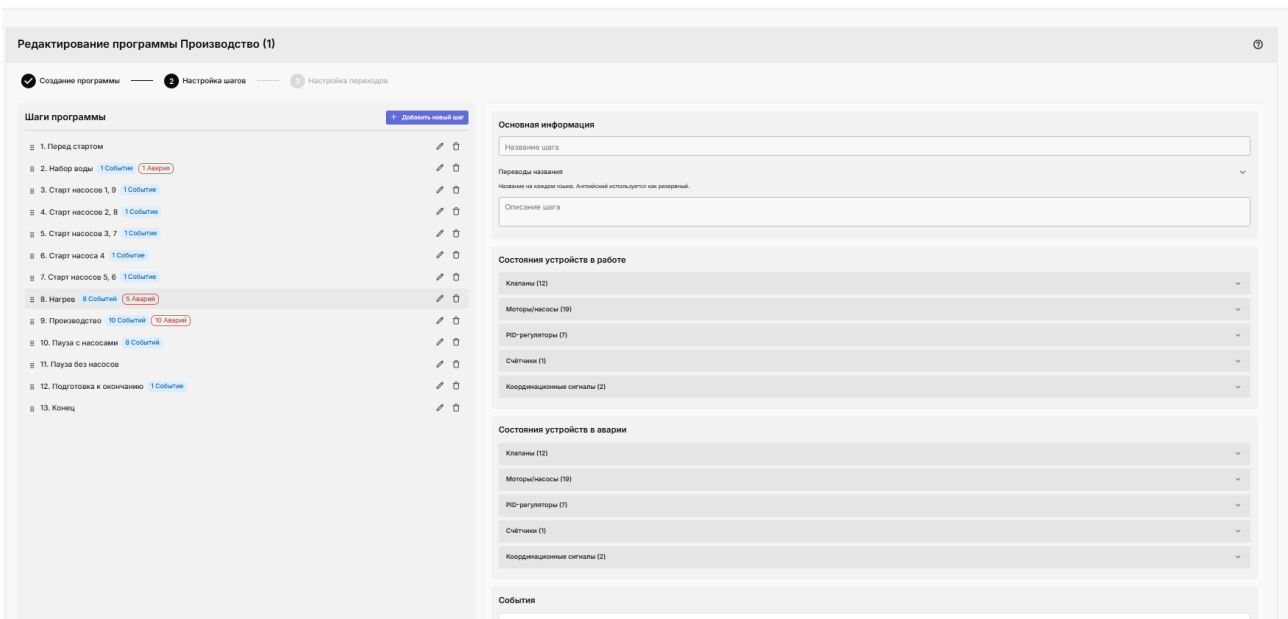 Редактирование программы Производство (1)
Создание программы
2 Настройка шагов
3 Настройка переходов
Шаги программы
+ Добавить новый шаг
1. Перед стартом
2. Набор воды 1 Событие 1 Авария
3. Старт насосов 1, 9 1 Событие
4. Старт насосов 2, 8 1 Событие
5. Старт насосов 3, 7 1 Событие
6. Старт насоса 4 1 Событие
7. Старт насосов 5, 6 1 Событие
8. Нагрев 8 Событий 5 Аварий
9. Производство 10 Событий 10 Аварий
10. Пауза с насосами 8 Событий
11. Пауза без насосов
12. Подготовка к окончанию 1 Событие
13. Конец
Основная информация
Название шага
Переводы названия
Название на каждом языке. Английский используется как резервный.
Описание шага
Состояния устройств в работе
Клапаны (12)
Моторы/насосы (19)
PID-регуляторы (7)
Счётчики (1)
Координационные сигналы (2)
Состояния устройств в аварии
Клапаны (12)
Моторы/насосы (19)
PID-регуляторы (7)
Счётчики (1)
Координационные сигналы (2)
События